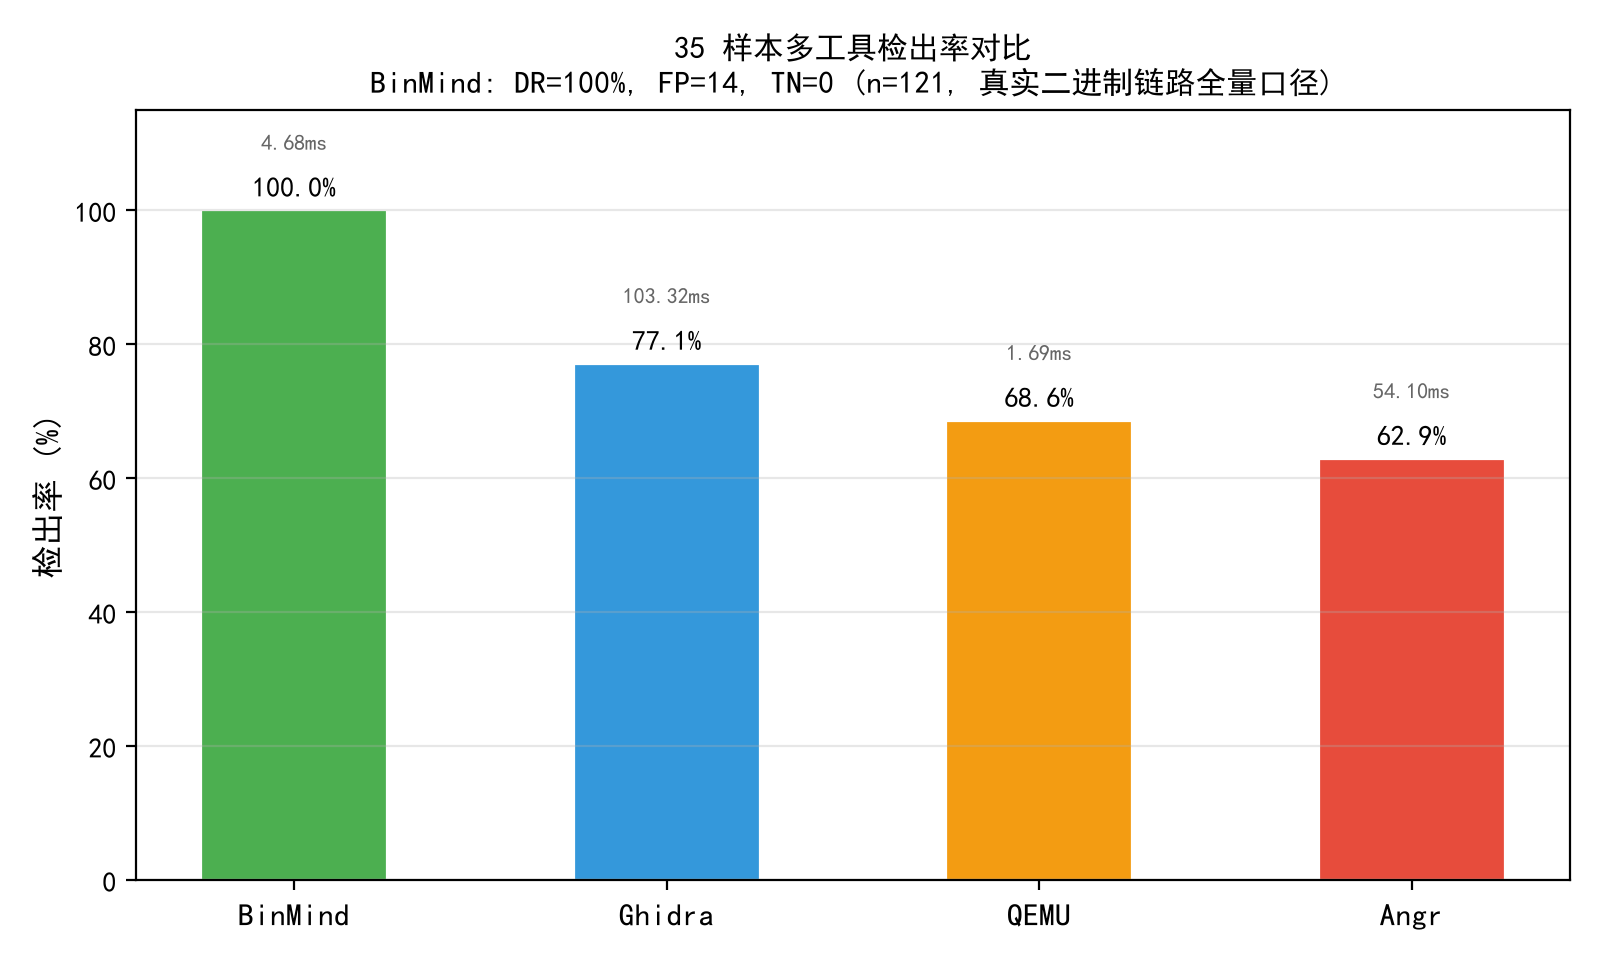 35 样本多工具检出率对比
BinMind: DR=100%, FP=14, TN=0 (n=121, 真实二进制链路全量口径)
4.68ms
100.0%
103.32ms
77.1%
1.69ms
68.6%
54.10ms
62.9%
检出率 (%)
100
80
60
40
20
0
BinMind Ghidra QEMU Angr